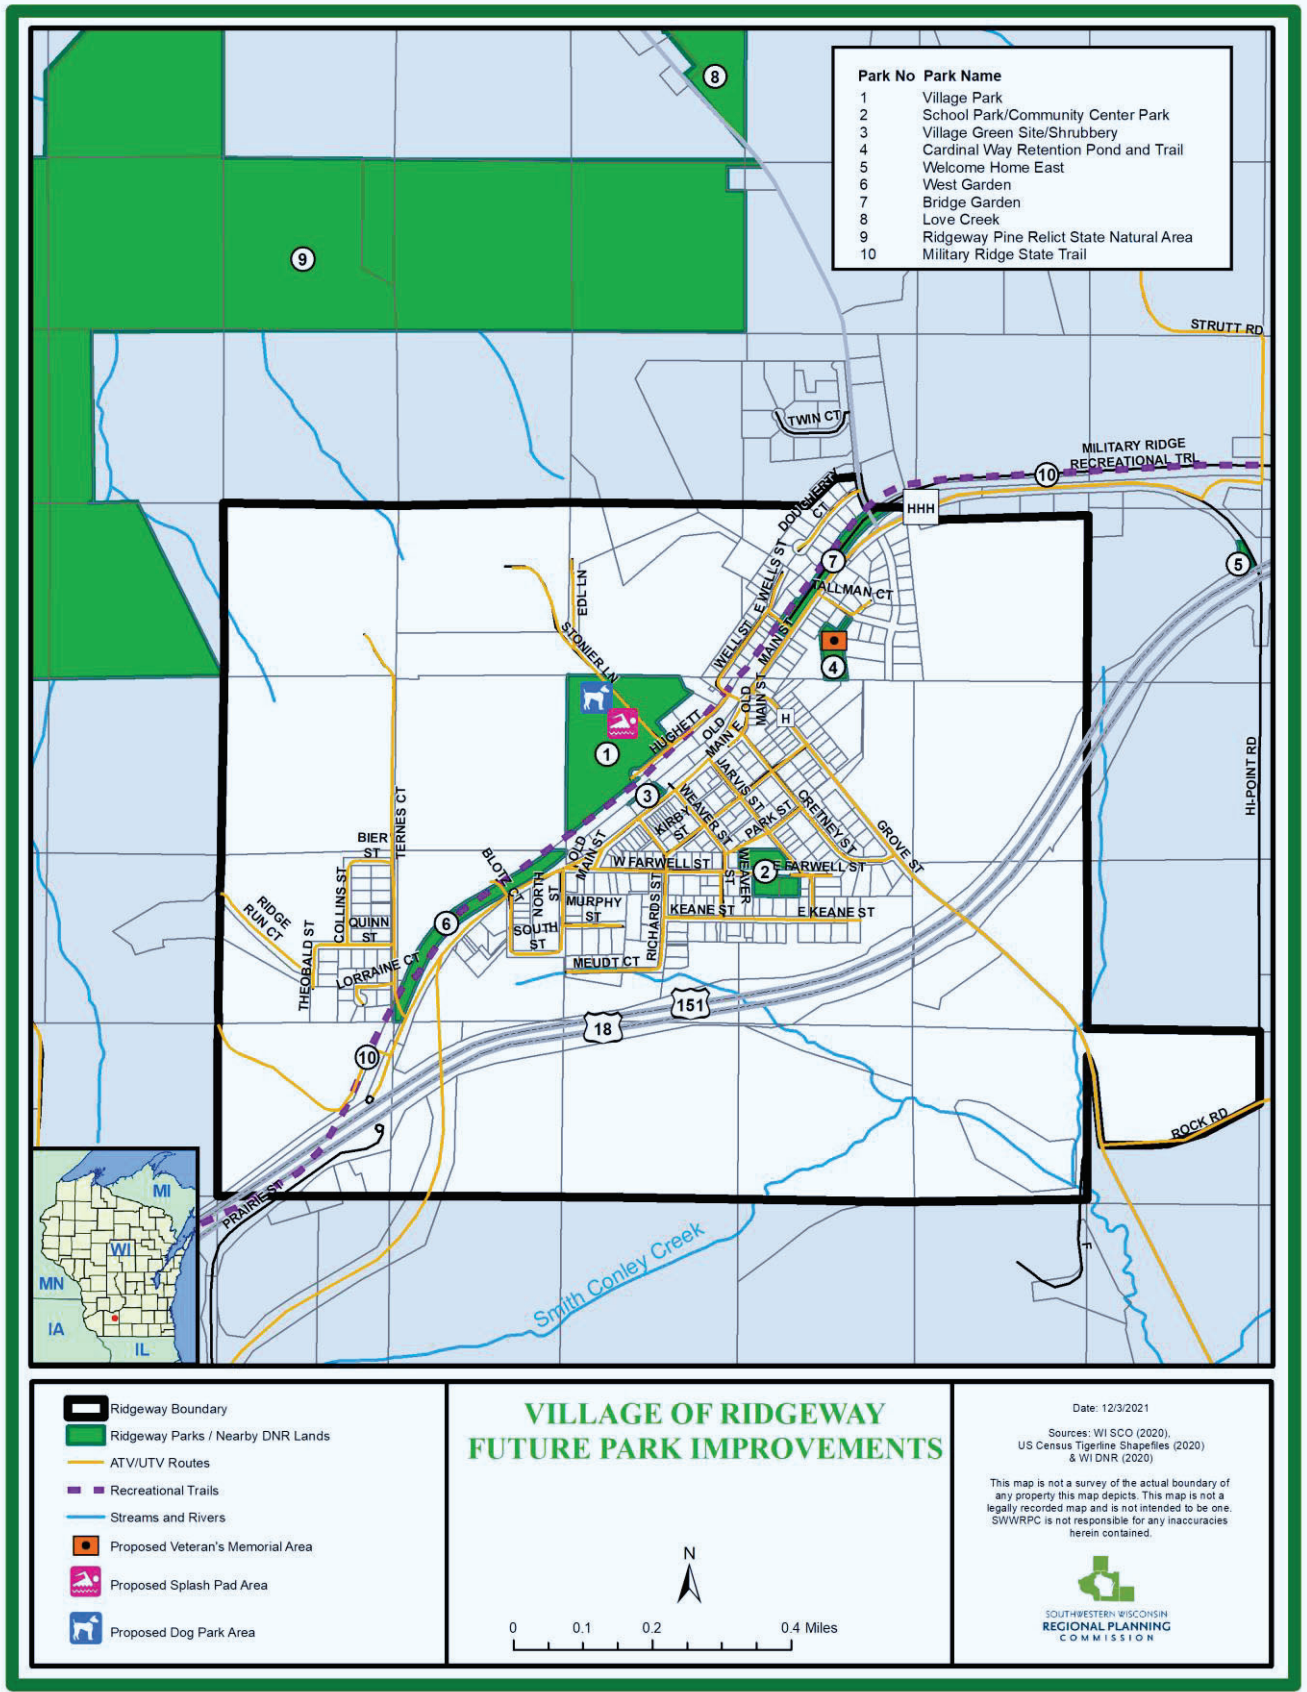 Park No Park Name
1 Village Park
2 School Park/Community Center Park
3 Village Green Site/Shrubbery
4 Cardinal Way Retention Pond and Trail
5 Welcome Home East
6 West Garden
7 Bridge Garden
8 Love Creek
9 Ridgeway Pine Relict State Natural Area
10 Military Ridge State Trail
8
9
STRUTT RD
TWIN CT
MILITARY RIDGE
RECREATIONAL TRL
10
DOUGHERTY
CT
HHH
7
5
E WELLS ST
TALLMAN CT
EDL LN
STONIER LN
WELL ST
MAIN ST
4
OLD
MAIN ST
H
HUGHETT
OLD
MAIN E
1
3
JARVIS ST
WEAVER ST
KIRBY
ST
PARK ST
CRETNEY ST
GROVE ST
HI-POINT RD
TERNES CT
BIER
ST
OLD
MAIN ST
BLOTZ CT
W FARWELL ST
WEAVER
ST
2
E FARWELL ST
COLLINS ST
RIDGE
RUN CT
QUINN
ST
THEOBALD ST
LORRAINE CT
6
NORTH
ST
MURPHY
ST
SOUTH
ST
RICHARDS ST
KEANE ST
E KEANE ST
MEUDT CT
151
18
10
ROCK RD
PRAIRIE ST
Smith Conley Creek
MI
WI
MN
IA
IL
Ridgeway Boundary
Ridgeway Parks / Nearby DNR Lands
ATV/UTV Routes
Recreational Trails
Streams and Rivers
Proposed Veteran's Memorial Area
Proposed Splash Pad Area
Proposed Dog Park Area
VILLAGE OF RIDGEWAY
FUTURE PARK IMPROVEMENTS
N
0 0.1 0.2 0.4 Miles
Date: 12/3/2021
Sources: WI SCO (2020),
US Census Tigerline Shapefiles (2020)
& WI DNR (2020)
This map is not a survey of the actual boundary of
any property this map depicts. This map is not a
legally recorded map and is not intended to be one.
SWWRPC is not responsible for any inaccuracies
herein contained.
SOUTHWESTERN WISCONSIN
REGIONAL PLANNING
COMMISSION